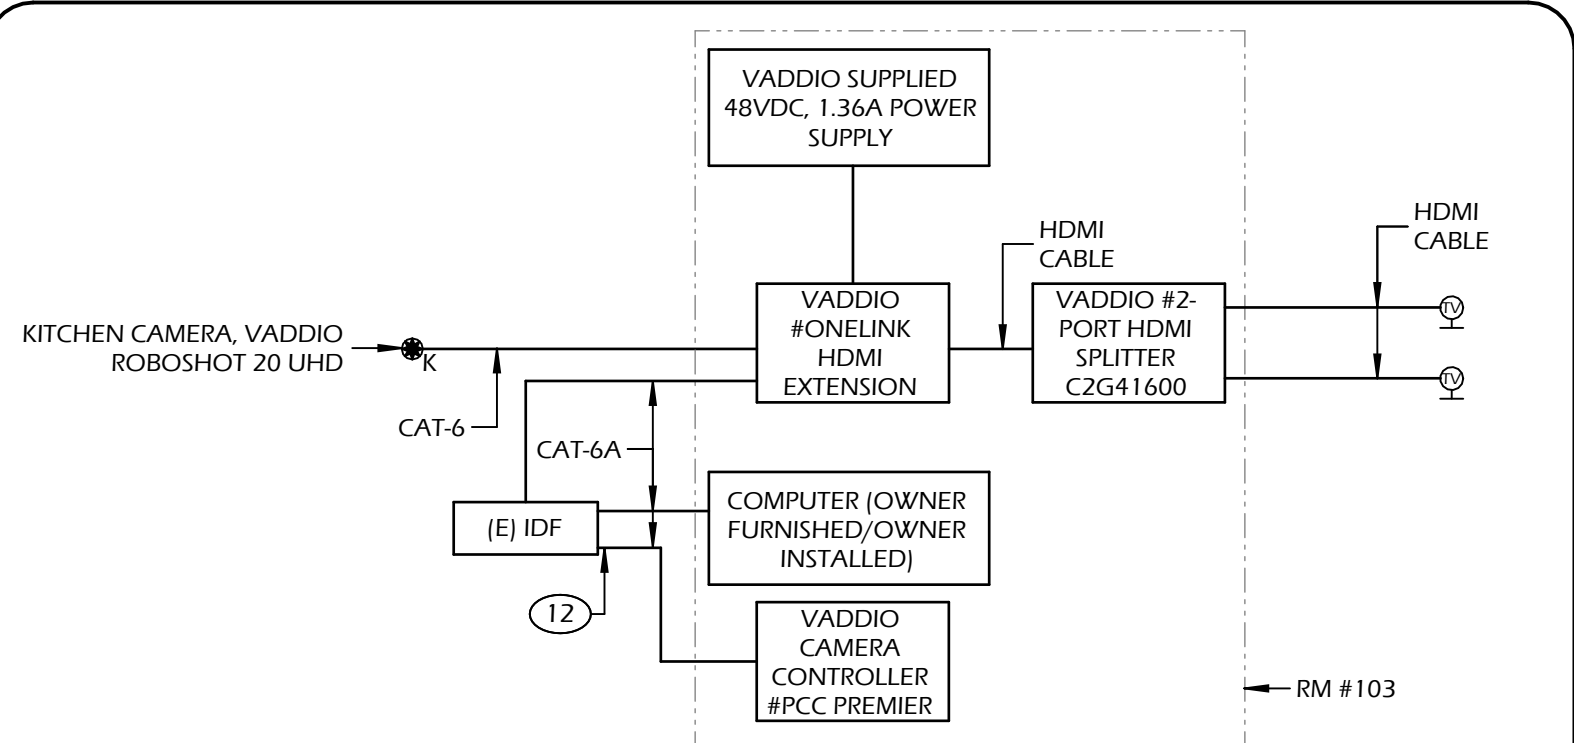 VADDIO SUPPLIED
48VDC, 1.36A POWER
SUPPLY
HDMI
CABLE
HDMI
CABLE
KITCHEN CAMERA, VADDIO
ROBOSHOT 20 UHD
K
VADDIO
#ONELINK
HDMI
EXTENSION
VADDIO #2-
PORT HDMI
SPLITTER
C2G41600
TV
TV
CAT-6
CAT-6A
(E) IDF
COMPUTER (OWNER
FURNISHED/OWNER
INSTALLED)
12
VADDIO
CAMERA
CONTROLLER
#PCC PREMIER
RM #103